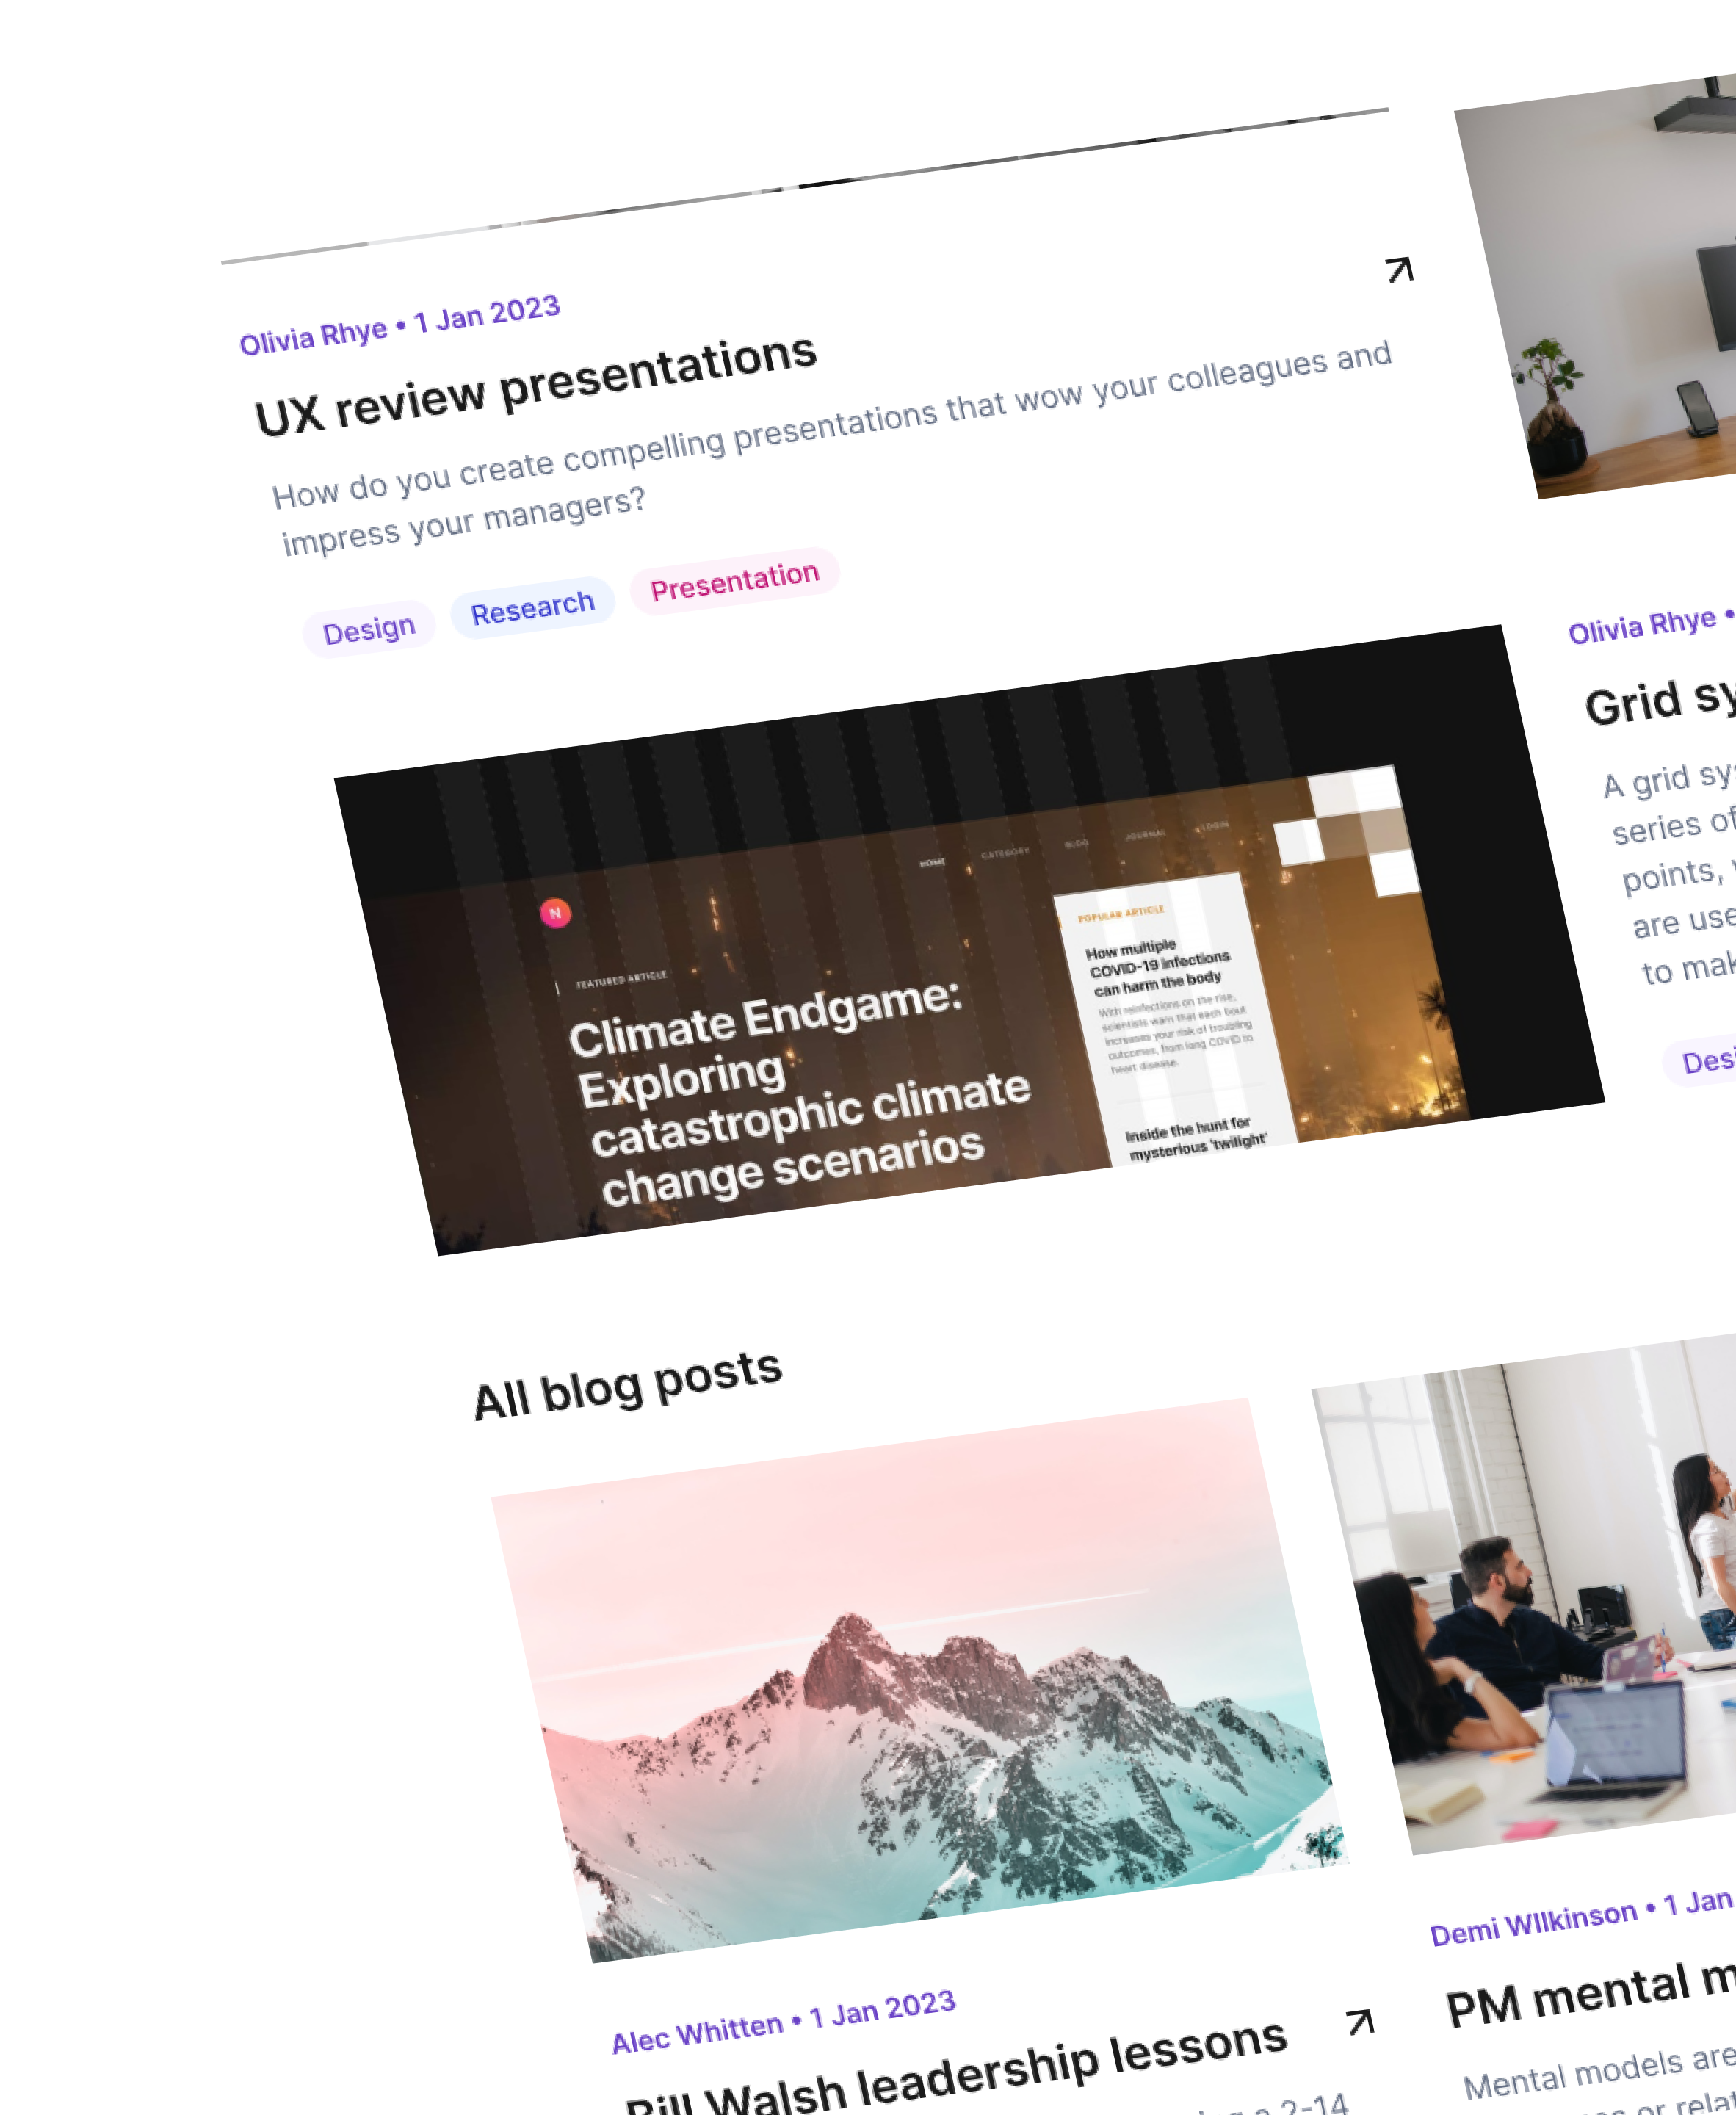 Olivia Rhye • 1 Jan 2023
UX review presentations
How do you create compelling presentations that wow your colleagues and
impress your managers?
Design Research Presentation
Olivia Rhye •
Grid sy
A grid sy
series of
points,
are use
to mak
Desi
HOME CATEGORY BLOG JOURNAL LOGIN
N
FEATURED ARTICLE
Climate Endgame:
Exploring
catastrophic climate
change scenarios
POPULAR ARTICLE
How multiple
COVID-19 infections
can harm the body
With reinfections on the rise,
scientists warn that each bout
increases your risk of troubling
outcomes, from long COVID to
heart disease.
Inside the hunt for
mysterious 'twilight'
All blog posts
Alec Whitten • 1 Jan 2023
Bill Walsh leadership lessons
a 2-14
Demi WIlkinson • 1 Jan
PM mental m
Mental models are
or relat